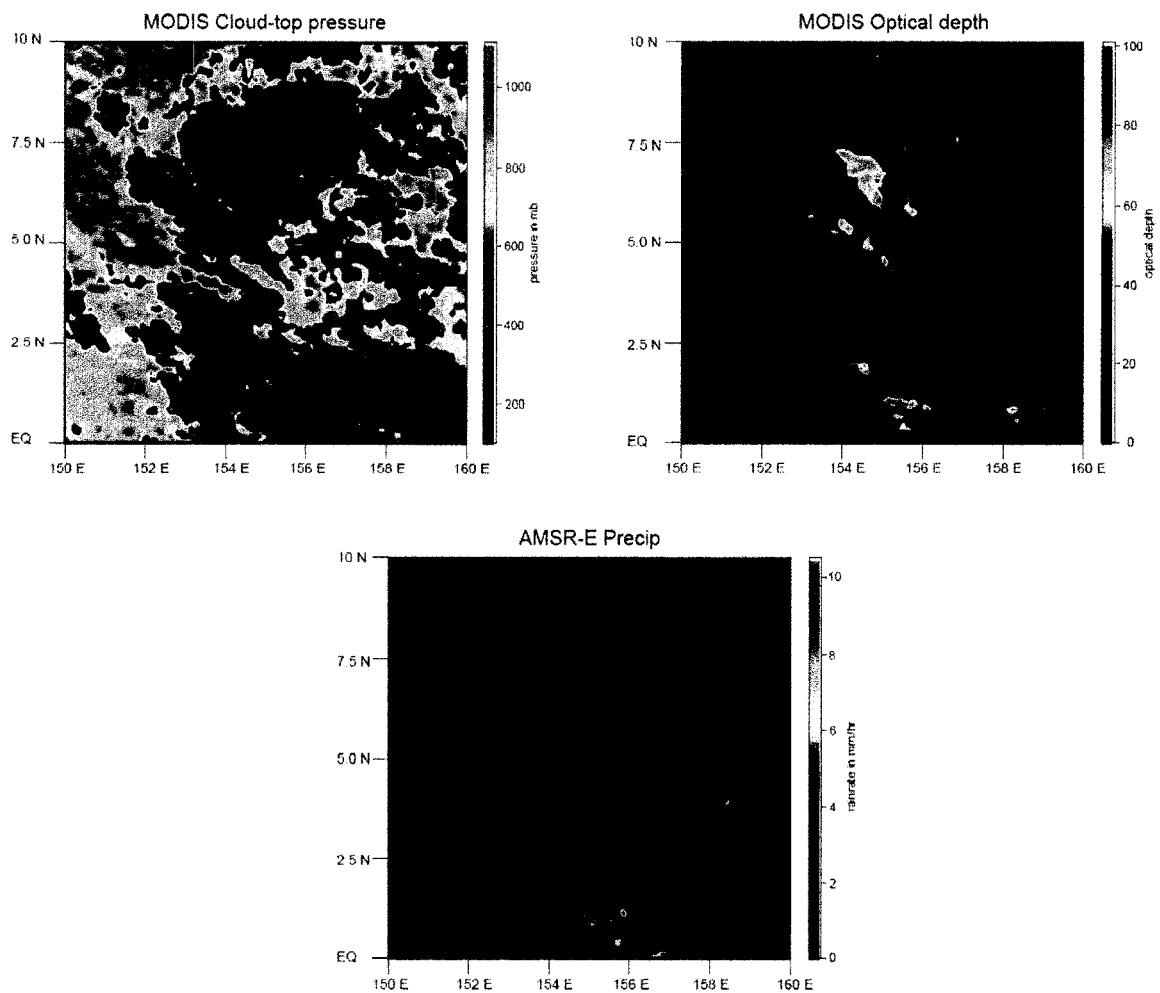 MODIS Cloud-top pressure
10 N
7.5 N
5.0 N
2.5 N
EQ
150 E 152 E 154 E 156 E 158 E 160 E
1000
800
600
400
200
pressure in mb
MODIS Optical depth
10 N
7.5 N
5.0 N
2.5 N
EQ
150 E 152 E 154 E 156 E 158 E 160 E
100
80
60
40
20
0
optical depth
AMSR-E Precip
10 N
7.5 N
5.0 N
2.5 N
EQ
150 E 152 E 154 E 156 E 158 E 160 E
10
8
6
4
2
0
rainrate in mm/hr